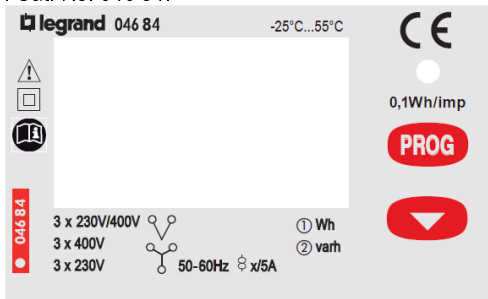 legrand 046 84
-25°C...55°C
CE
0,1Wh/imp
PROG
046 84
3 x 230V/400V
3 x 400V
3 x 230V
50-60Hz
x/5A
① Wh
② varh